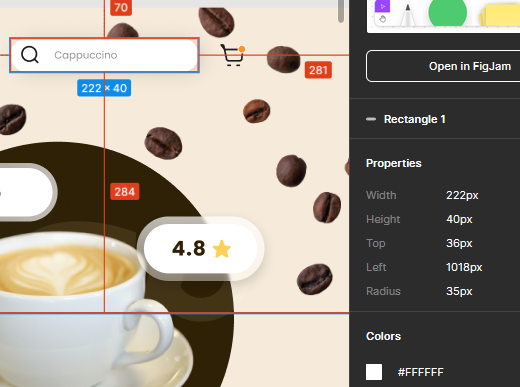 70
Cappuccino
222 × 40
281
284
4.8
Open in FigJam
Rectangle 1
Properties
Width 222px
Height 40px
Top 36px
Left 1018px
Radius 35px
Colors
#FFFFFF